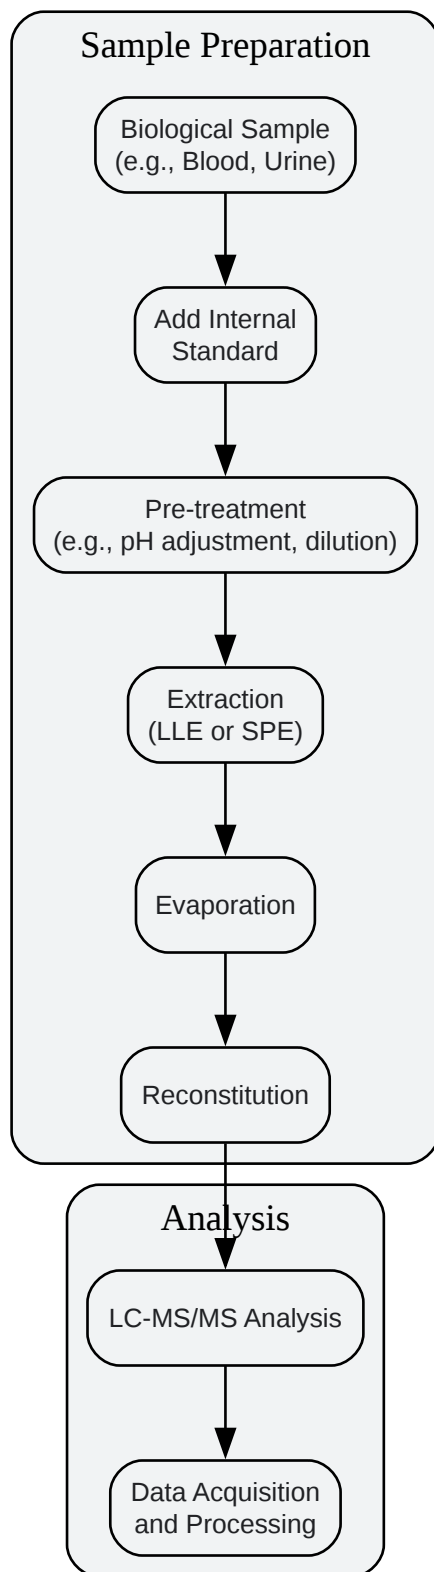 Sample Preparation
Biological Sample
(e.g., Blood, Urine)
Add Internal
Standard
Pre-treatment
(e.g., pH adjustment, dilution)
Extraction
(LLE or SPE)
Evaporation
Reconstitution
Analysis
LC-MS/MS Analysis
Data Acquisition
and Processing